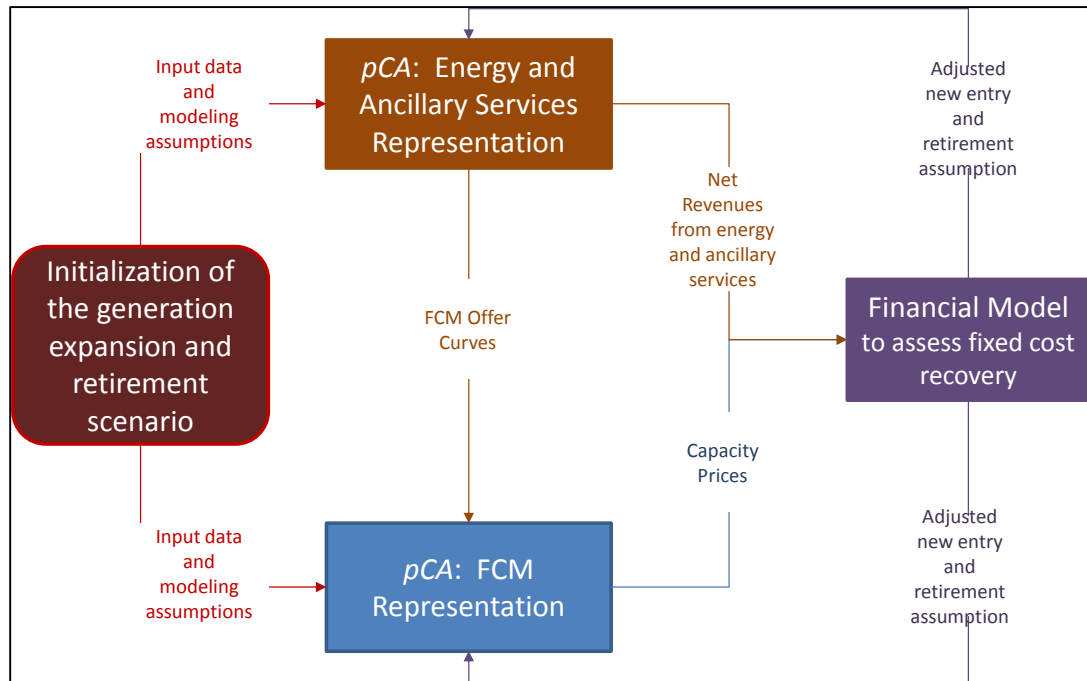 Input data
and
modeling
assumptions
pCA: Energy and
Ancillary Services
Representation
Adjusted
new entry
and
retirement
assumption
Net
Revenues
from energy
and ancillary
services
Initialization of
the generation
expansion and
retirement
scenario
FCM Offer
Curves
Financial Model
to assess fixed cost
recovery
Capacity
Prices
Input data
and
modeling
assumptions
pCA: FCM
Representation
Adjusted
new entry
and
retirement
assumption